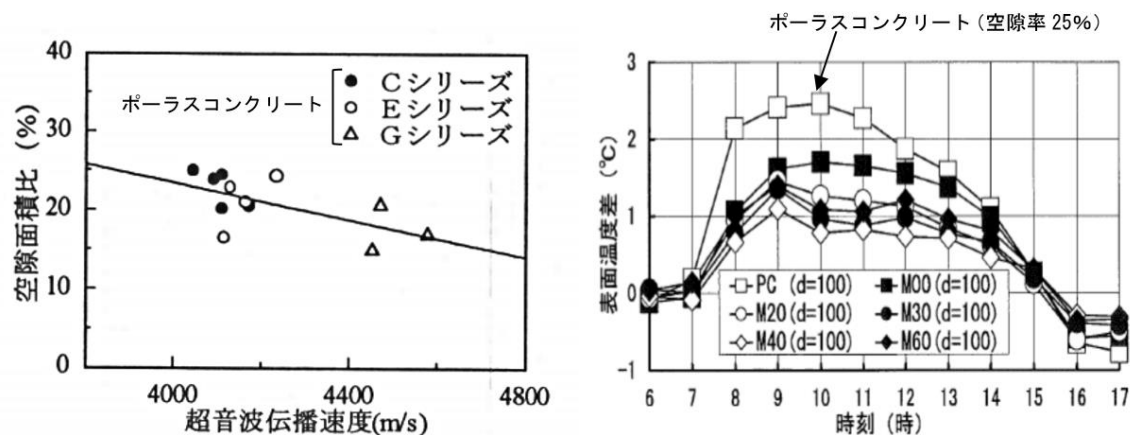 ポーラスコンクリート
Cシリーズ
Eシリーズ
Gシリーズ
空隙面積比 (%)
40
30
20
10
0
4000
4400
4800
超音波伝播速度(m/s)
ポーラスコンクリート(空隙率 25%)
表面温度差 (℃)
3
2
1
0
-1
PC (d=100)
M00 (d=100)
M20 (d=100)
M30 (d=100)
M40 (d=100)
M60 (d=100)
6 7 8 9 10 11 12 13 14 15 16 17
時刻 (時)